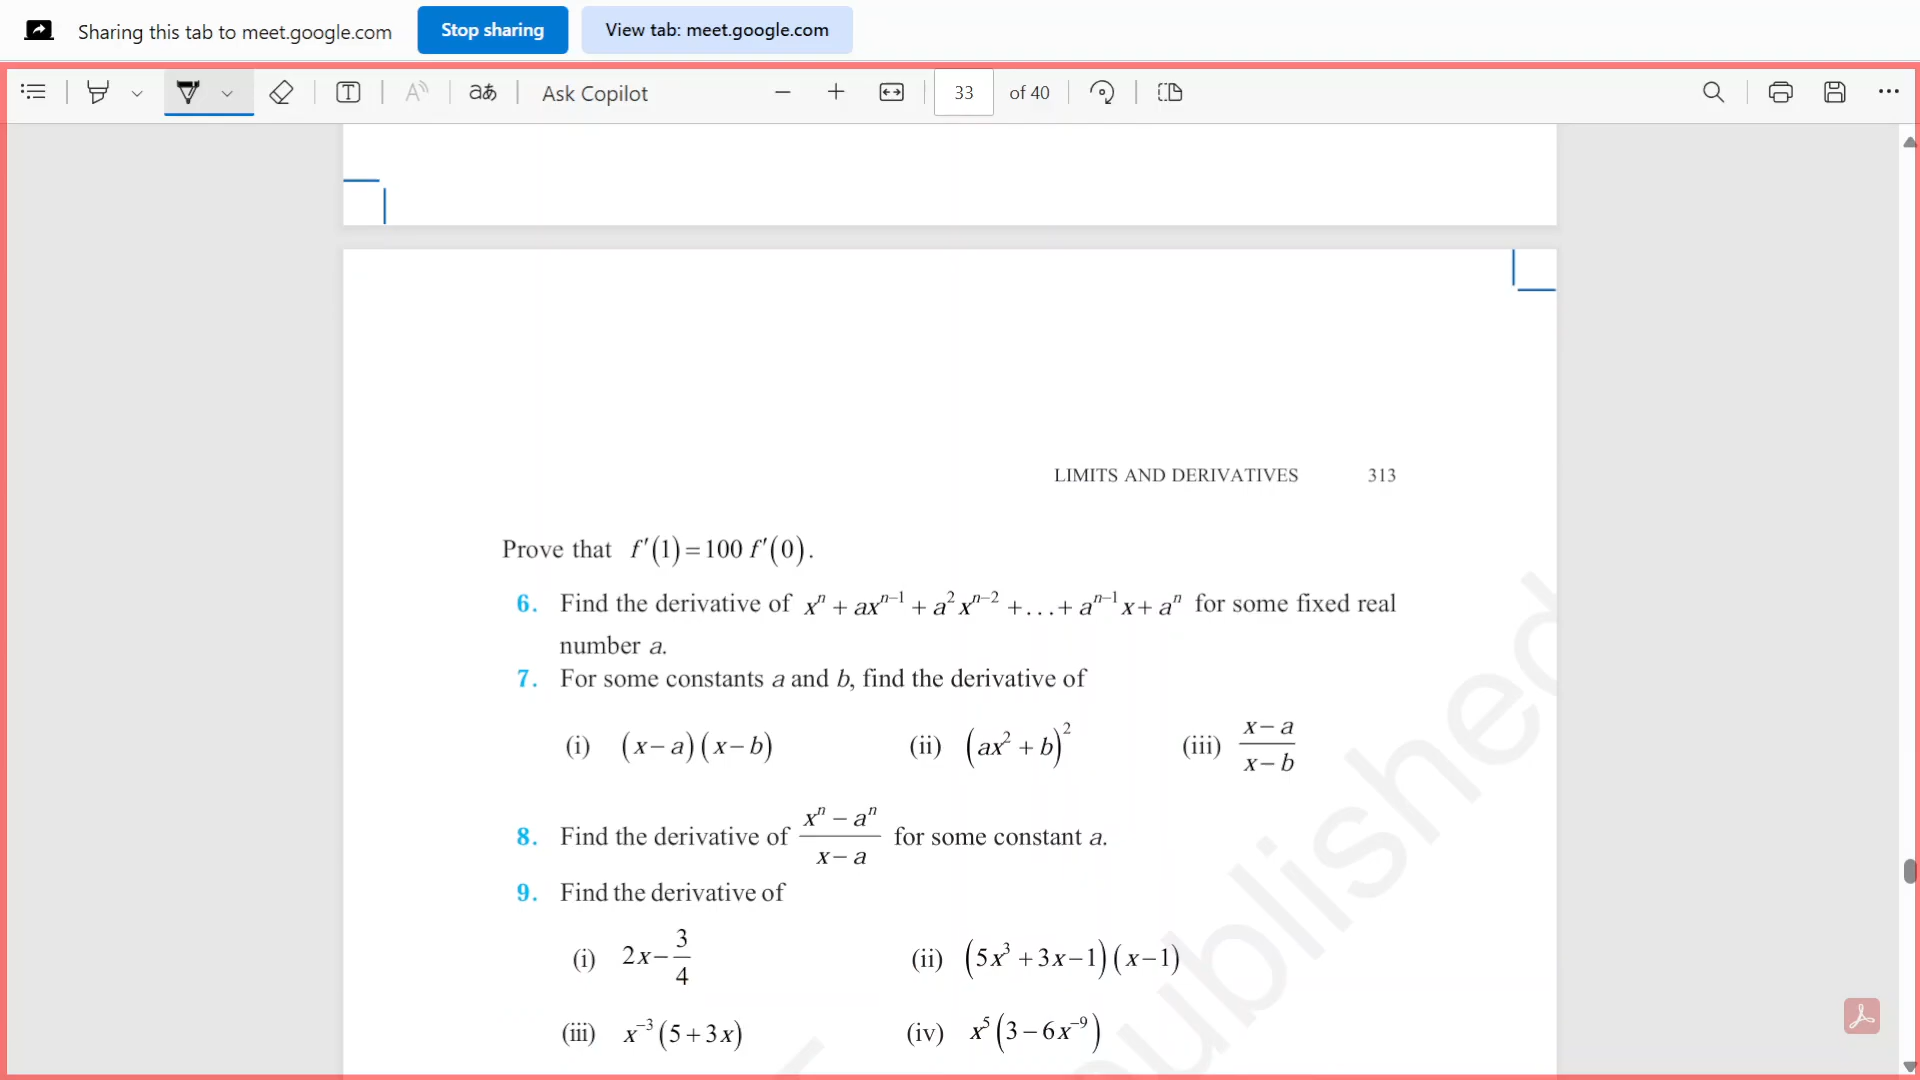 Sharing this tab to meet.google.com Stop sharing View tab: meet.google.com
aあ Ask Copilot 33 of 40
LIMITS AND DERIVATIVES 313
Prove that f′(1)=100 f′(0).
6. Find the derivative of xⁿ + axⁿ⁻¹ + a²xⁿ⁻² + . . . + aⁿ⁻¹x + aⁿ for some fixed real
number a.
7. For some constants a and b, find the derivative of
(i) (x − a) (x − b) (ii) (ax² + b)² (iii) (x − a)/(x − b)
8. Find the derivative of (xⁿ − aⁿ)/(x − a) for some constant a.
9. Find the derivative of
(i) 2x − 3/4 (ii) (5x³ + 3x − 1) (x − 1)
(iii) x⁻³ (5 + 3x) (iv) x⁵ (3 − 6x⁻⁹)
ublished